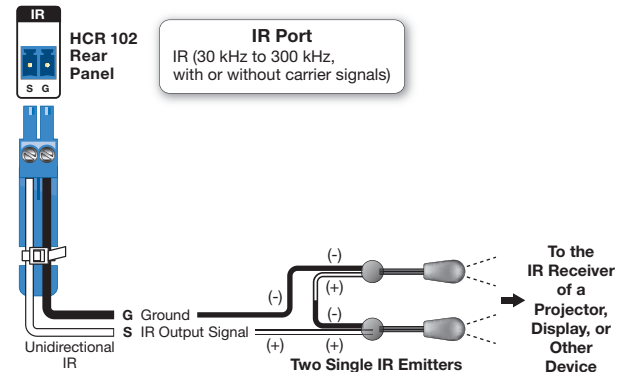 IR
HCR 102
Rear
Panel
S G
IR Port
IR (30 kHz to 300 kHz,
with or without carrier signals)
(-)
(+)
(-)
(-)
G Ground
S IR Output Signal
(+)
(+)
Unidirectional
IR
Two Single IR Emitters
To the
IR Receiver
of a
Projector,
Display, or
Other
Device